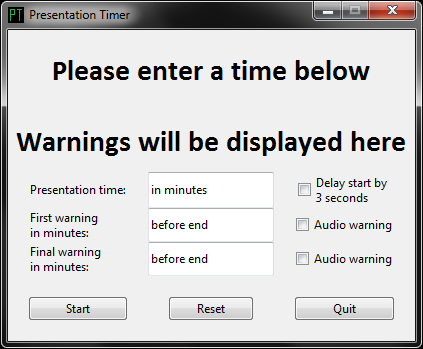 PT Presentation Timer
Please enter a time below
Warnings will be displayed here
Presentation time: in minutes Delay start by
3 seconds
First warning
in minutes: before end Audio warning
Final warning
in minutes: before end Audio warning
Start Reset Quit